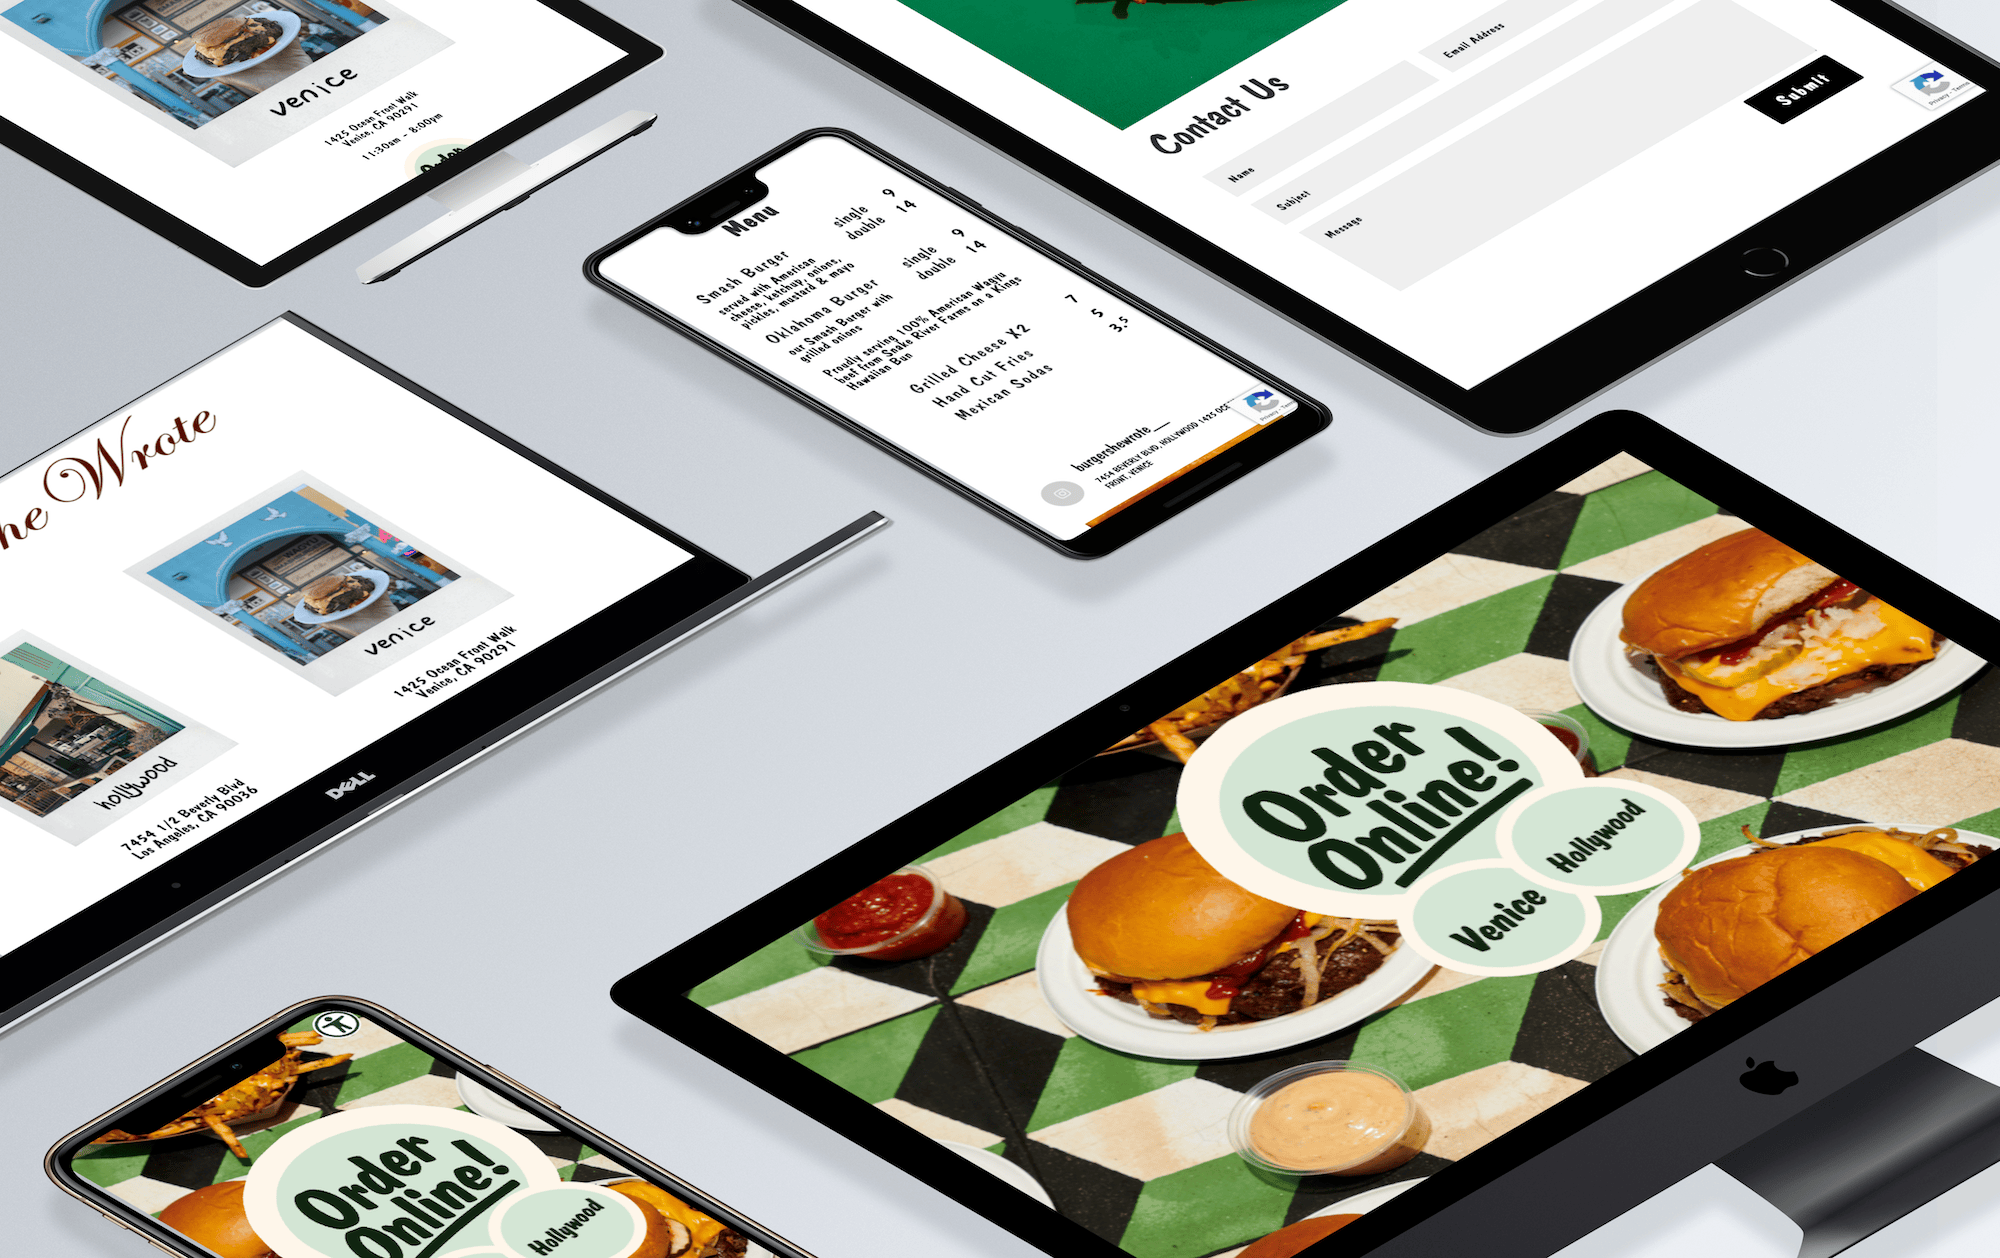 venice
1425 Ocean Front Walk
Venice, CA 90291
11:30am - 8:00pm
Order
Contact Us
Name
Email Address
Subject
Message
Submit
Privacy - Terms
Menu
Smash Burger
single 9
double 14
served with American
cheese, ketchup, onions,
pickles, mustard & mayo
Oklahoma Burger
single 9
double 14
our Smash Burger with
grilled onions
Proudly serving 100% American Wagyu
beef from Snake River Farms on a Kings
Hawaiian Bun
Grilled Cheese X2 7
Hand Cut Fries 5
Mexican Sodas 3.5
burgershewrote__
7454 BEVERLY BLVD, HOLLYWOOD 1425 OCE
FRONT, VENICE
Privacy - Terms
he Wrote
venice
1425 Ocean Front Walk
Venice, CA 90291
hollywood
7454 1/2 Beverly Blvd
Los Angeles, CA 90036
DELL
Order
Online!
Hollywood
Venice
Order
Online!
Hollywood